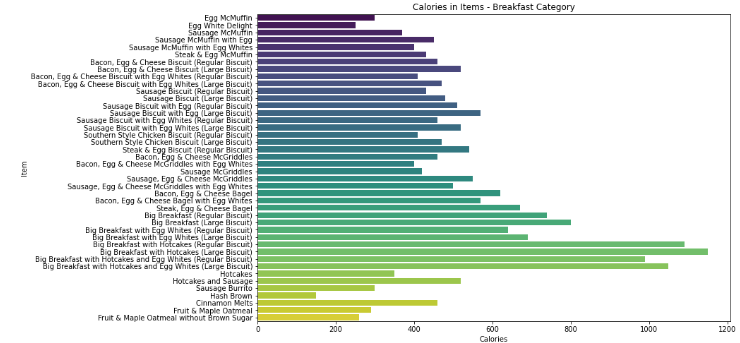 Calories in Items - Breakfast Category
Item
Egg McMuffin
Egg White Delight
Sausage McMuffin
Sausage McMuffin with Egg
Sausage McMuffin with Egg Whites
Steak & Egg McMuffin
Bacon, Egg & Cheese Biscuit (Regular Biscuit)
Bacon, Egg & Cheese Biscuit (Large Biscuit)
Bacon, Egg & Cheese Biscuit with Egg Whites (Regular Biscuit)
Bacon, Egg & Cheese Biscuit with Egg Whites (Large Biscuit)
Sausage Biscuit (Regular Biscuit)
Sausage Biscuit (Large Biscuit)
Sausage Biscuit with Egg (Regular Biscuit)
Sausage Biscuit with Egg (Large Biscuit)
Sausage Biscuit with Egg Whites (Regular Biscuit)
Sausage Biscuit with Egg Whites (Large Biscuit)
Southern Style Chicken Biscuit (Regular Biscuit)
Southern Style Chicken Biscuit (Large Biscuit)
Steak & Egg Biscuit (Regular Biscuit)
Bacon, Egg & Cheese McGriddles
Bacon, Egg & Cheese McGriddles with Egg Whites
Sausage McGriddles
Sausage, Egg & Cheese McGriddles
Sausage, Egg & Cheese McGriddles with Egg Whites
Bacon, Egg & Cheese Bagel
Bacon, Egg & Cheese Bagel with Egg Whites
Steak, Egg & Cheese Bagel
Big Breakfast (Regular Biscuit)
Big Breakfast (Large Biscuit)
Big Breakfast with Egg Whites (Regular Biscuit)
Big Breakfast with Egg Whites (Large Biscuit)
Big Breakfast with Hotcakes (Regular Biscuit)
Big Breakfast with Hotcakes (Large Biscuit)
Big Breakfast with Hotcakes and Egg Whites (Regular Biscuit)
Big Breakfast with Hotcakes and Egg Whites (Large Biscuit)
Hotcakes
Hotcakes and Sausage
Sausage Burrito
Hash Brown
Cinnamon Melts
Fruit & Maple Oatmeal
Fruit & Maple Oatmeal without Brown Sugar
0 200 400 600 800 1000 1200
Calories